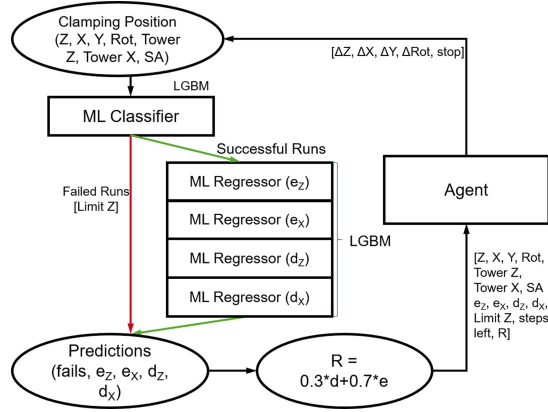 Clamping Position
(Z, X, Y, Rot, Tower
Z, Tower X, SA)
[ΔZ, ΔX, ΔY, ΔRot, stop]
LGBM
ML Classifier
Successful Runs
Failed Runs
[Limit Z]
ML Regressor (eZ)
ML Regressor (eX)
ML Regressor (dZ)
ML Regressor (dX)
LGBM
Agent
[Z, X, Y, Rot,
Tower Z,
Tower X, SA
eZ, eX, dZ, dX,
Limit Z, steps
left, R]
Predictions
(fails, eZ, eX, dZ,
dX)
R =
0.3*d+0.7*e